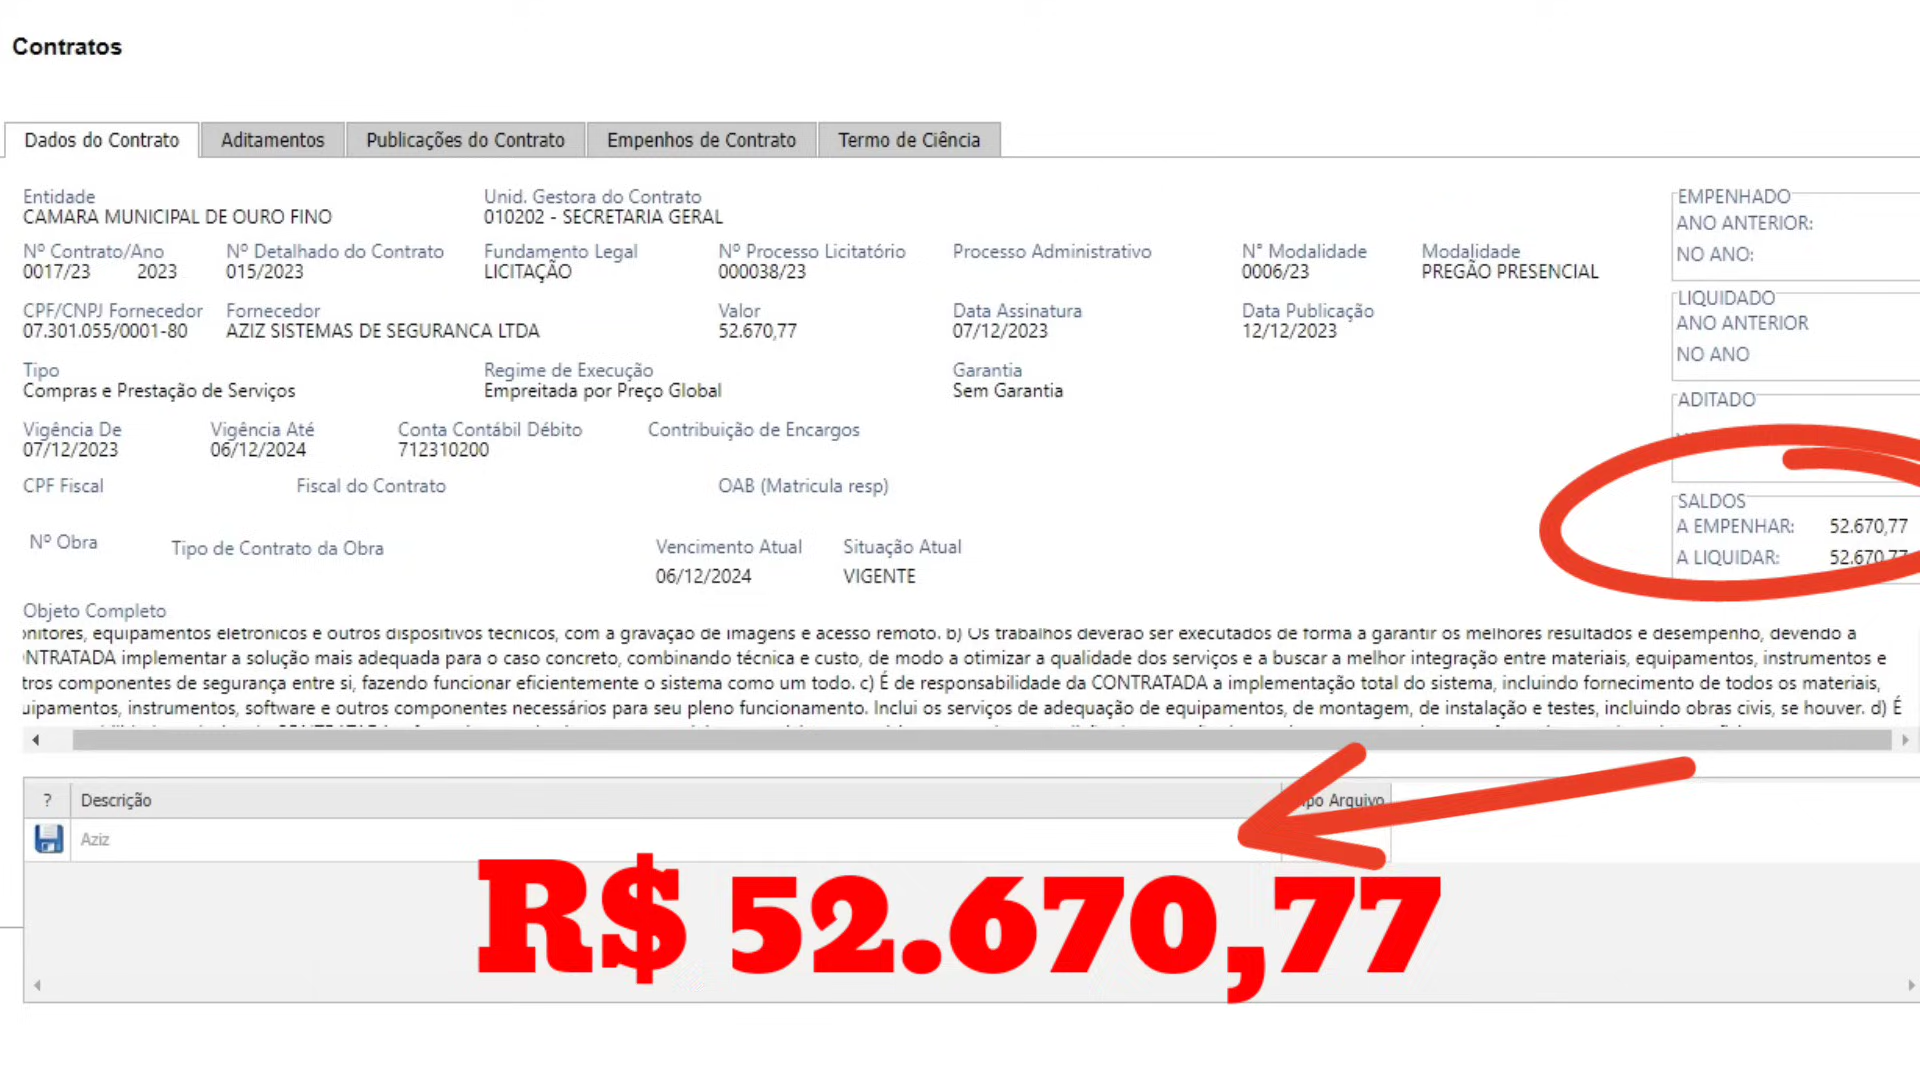 Contratos
Dados do Contrato Aditamentos Publicações do Contrato Empenhos de Contrato Termo de Ciência
Entidade Unid. Gestora do Contrato
CAMARA MUNICIPAL DE OURO FINO 010202 - SECRETARIA GERAL
Nº Contrato/Ano Nº Detalhado do Contrato Fundamento Legal Nº Processo Licitatório Processo Administrativo N° Modalidade Modalidade
0017/23 2023 015/2023 LICITAÇÃO 000038/23 0006/23 PREGÃO PRESENCIAL
CPF/CNPJ Fornecedor Fornecedor Valor Data Assinatura Data Publicação
07.301.055/0001-80 AZIZ SISTEMAS DE SEGURANCA LTDA 52.670,77 07/12/2023 12/12/2023
Tipo Regime de Execução Garantia
Compras e Prestação de Serviços Empreitada por Preço Global Sem Garantia
Vigência De Vigência Até Conta Contábil Débito Contribuição de Encargos
07/12/2023 06/12/2024 712310200
CPF Fiscal Fiscal do Contrato OAB (Matricula resp)
Nº Obra Tipo de Contrato da Obra Vencimento Atual Situação Atual
06/12/2024 VIGENTE
EMPENHADO
ANO ANTERIOR:
NO ANO:
LIQUIDADO
ANO ANTERIOR
NO ANO
ADITADO
SALDOS
A EMPENHAR: 52.670,77
A LIQUIDAR: 52.670,77
Objeto Completo
onitores, equipamentos eletronicos e outros dispositivos tecnicos, com a gravação de imagens e acesso remoto. b) Os trabalhos deverão ser executados de forma a garantir os melhores resultados e desempenho, devendo a
NTRATADA implementar a solução mais adequada para o caso concreto, combinando técnica e custo, de modo a otimizar a qualidade dos serviços e a buscar a melhor integração entre materiais, equipamentos, instrumentos e
tros componentes de segurança entre si, fazendo funcionar eficientemente o sistema como um todo. c) É de responsabilidade da CONTRATADA a implementação total do sistema, incluindo fornecimento de todos os materiais,
uipamentos, instrumentos, software e outros componentes necessários para seu pleno funcionamento. Inclui os serviços de adequação de equipamentos, de montagem, de instalação e testes, incluindo obras civis, se houver. d) É
? Descrição Arquivo
Aziz
R$ 52.670,77